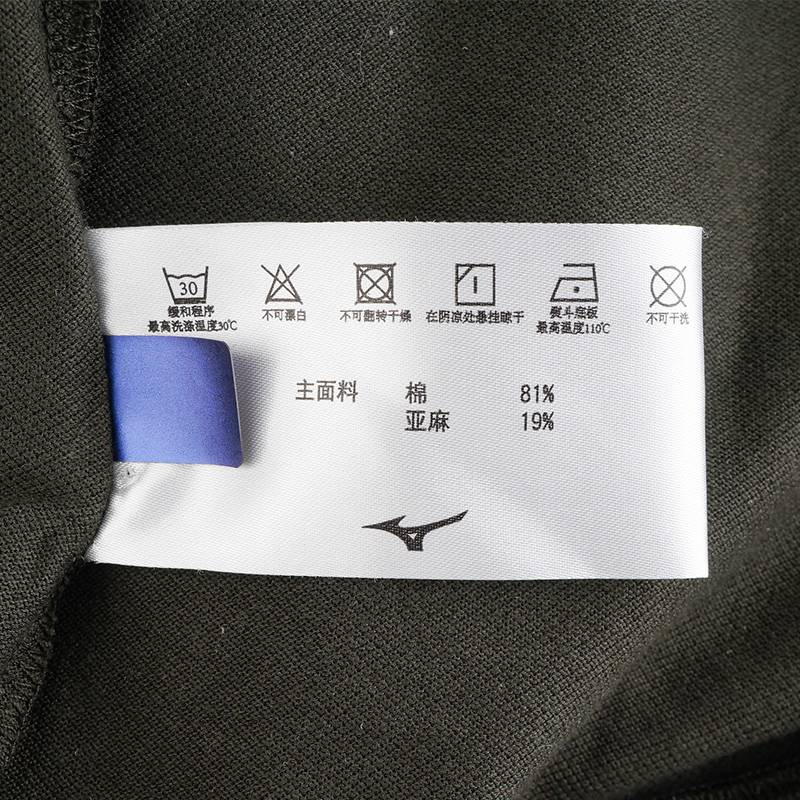 30
缓和程序
最高洗涤温度30℃
不可漂白
不可翻转干燥
在阴凉处悬挂晾干
熨斗底板
最高温度110℃
不可干洗
主面料 棉 81%
亚麻 19%